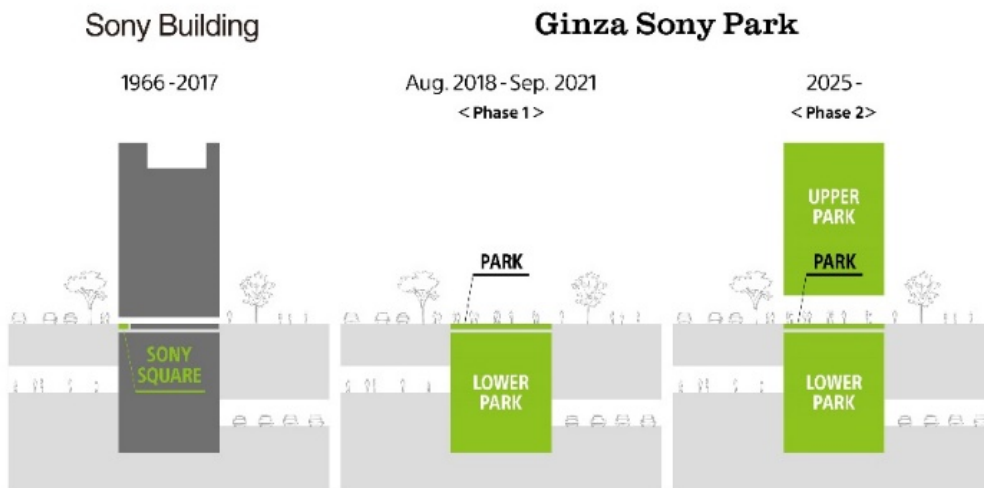 Sony Building
Ginza Sony Park
1966 -2017
Aug. 2018 - Sep. 2021
< Phase 1 >
2025 -
< Phase 2>
SONY
SQUARE
PARK
LOWER
PARK
UPPER
PARK
PARK
LOWER
PARK